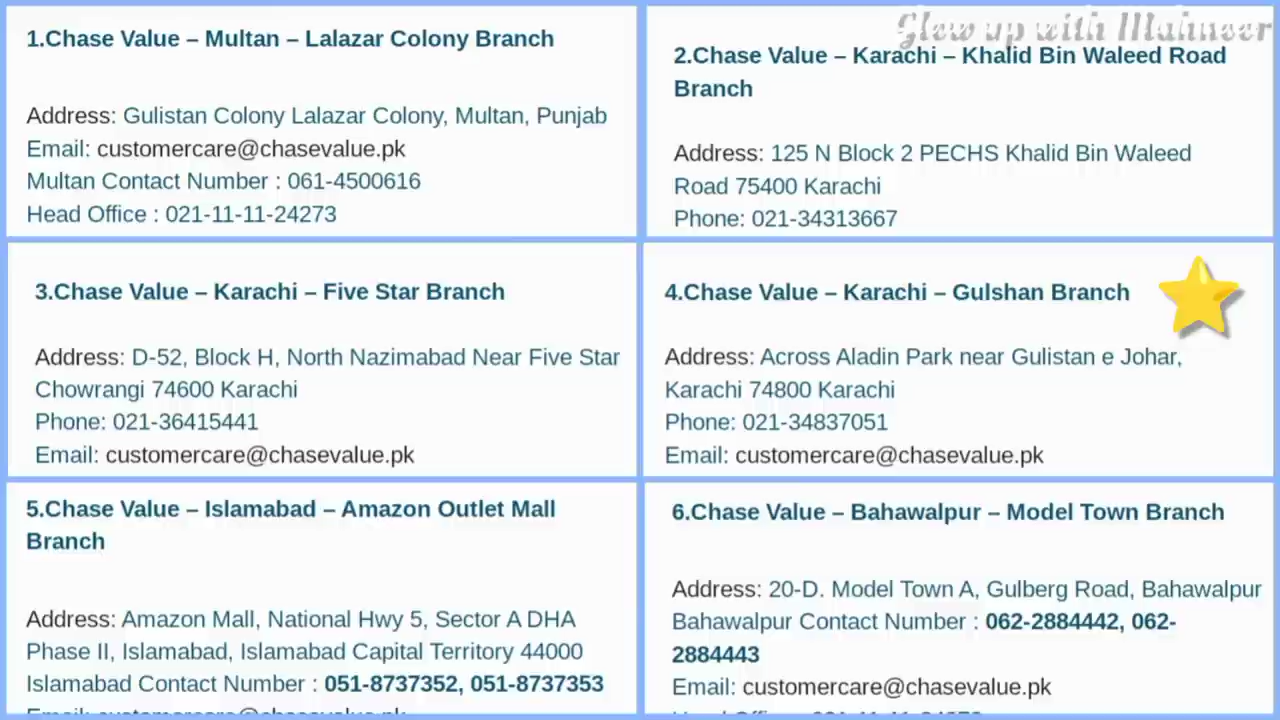 Glow up with Mahnoor
1.Chase Value – Multan – Lalazar Colony Branch
Address: Gulistan Colony Lalazar Colony, Multan, Punjab
Email: customercare@chasevalue.pk
Multan Contact Number : 061-4500616
Head Office : 021-11-11-24273
2.Chase Value – Karachi – Khalid Bin Waleed Road
Branch
Address: 125 N Block 2 PECHS Khalid Bin Waleed
Road 75400 Karachi
Phone: 021-34313667
3.Chase Value – Karachi – Five Star Branch
Address: D-52, Block H, North Nazimabad Near Five Star
Chowrangi 74600 Karachi
Phone: 021-36415441
Email: customercare@chasevalue.pk
4.Chase Value – Karachi – Gulshan Branch
Address: Across Aladin Park near Gulistan e Johar,
Karachi 74800 Karachi
Phone: 021-34837051
Email: customercare@chasevalue.pk
5.Chase Value – Islamabad – Amazon Outlet Mall
Branch
Address: Amazon Mall, National Hwy 5, Sector A DHA
Phase II, Islamabad, Islamabad Capital Territory 44000
Islamabad Contact Number : 051-8737352, 051-8737353
Email: customercare@chasevalue.pk
6.Chase Value – Bahawalpur – Model Town Branch
Address: 20-D. Model Town A, Gulberg Road, Bahawalpur
Bahawalpur Contact Number : 062-2884442, 062-
2884443
Email: customercare@chasevalue.pk